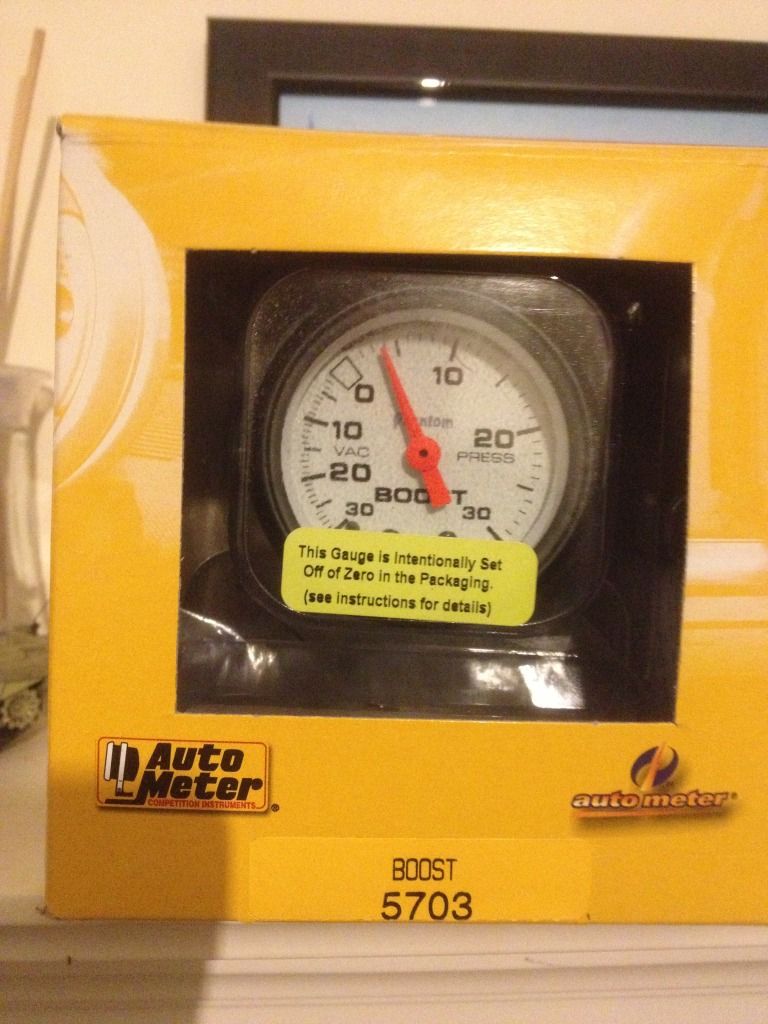 10
0
Phantom
10
20
VAC
PRESS
20
BOOST
30
30
This Gauge is Intentionally Set
Off of Zero in the Packaging.
(see instructions for details)
Auto
Meter
COMPETITION INSTRUMENTS
®
auto meter®
BOOST
5703